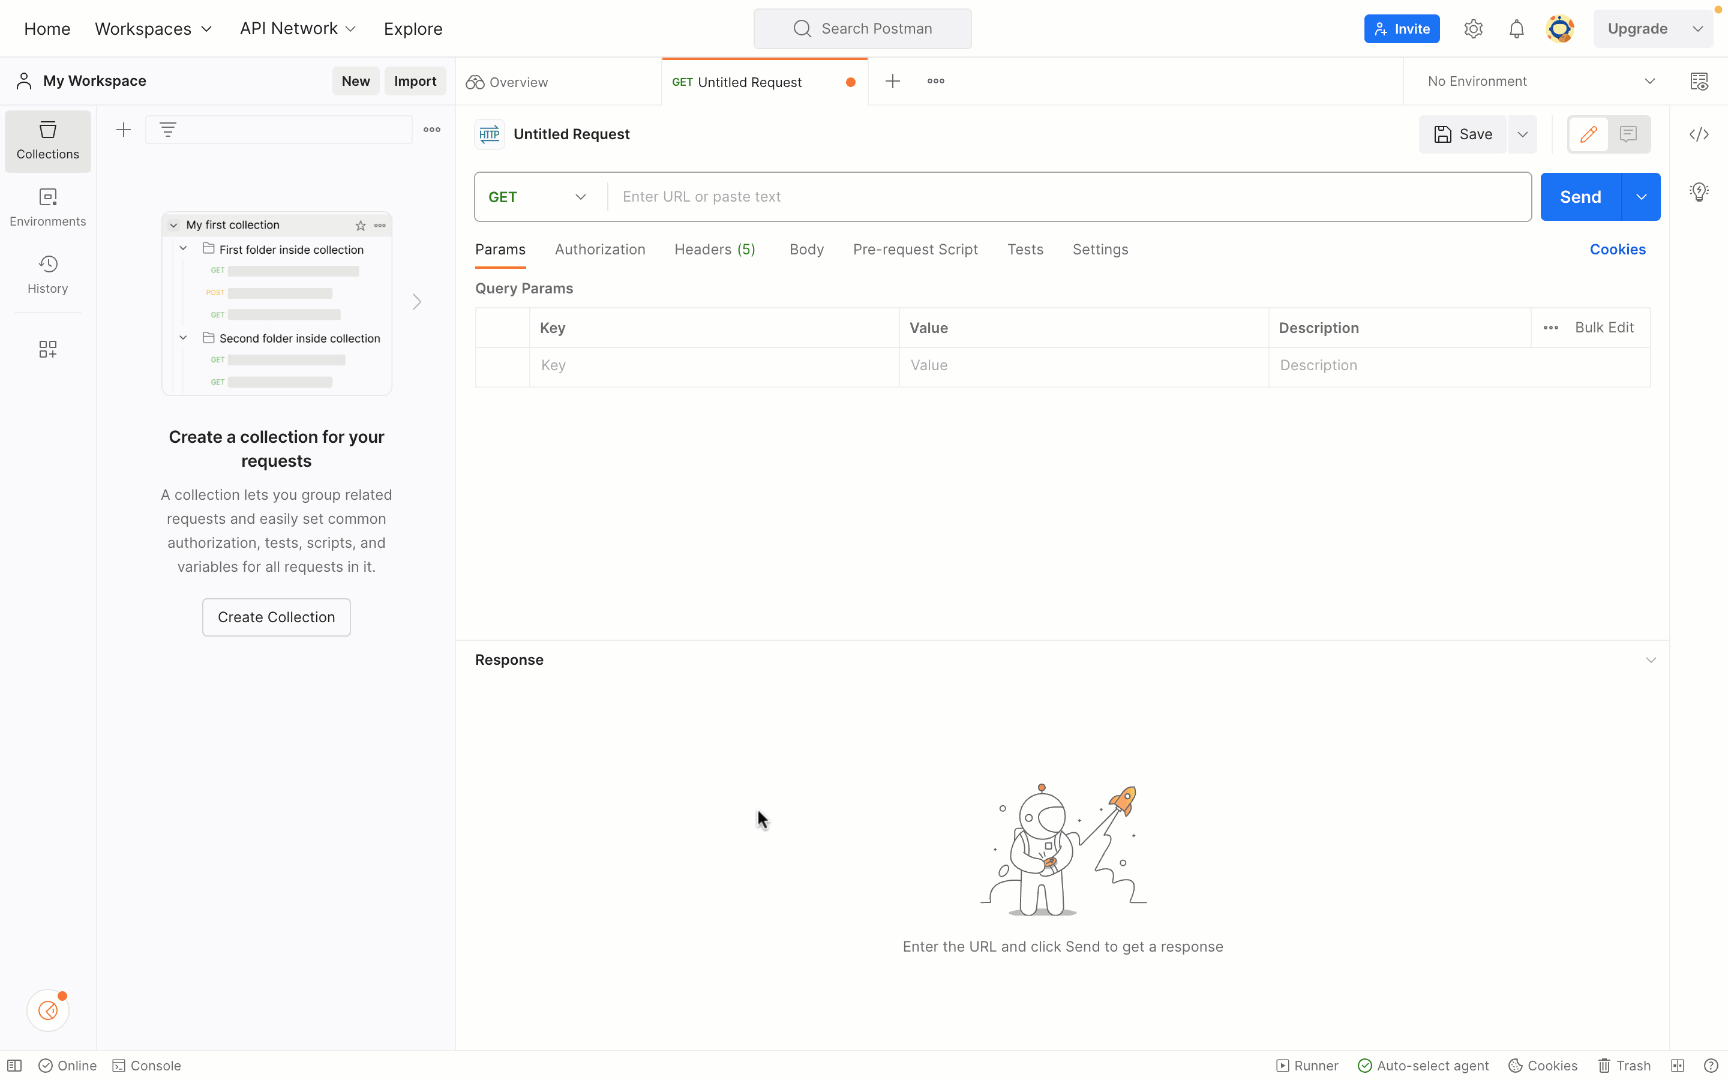 Home Workspaces API Network Explore Search Postman Invite Upgrade
My Workspace New Import Overview GET Untitled Request No Environment
Collections
Environments
History
My first collection
First folder inside collection
GET
POST
GET
Second folder inside collection
GET
GET
Create a collection for your
requests
A collection lets you group related
requests and easily set common
authorization, tests, scripts, and
variables for all requests in it.
Create Collection
HTTP Untitled Request Save
GET Enter URL or paste text Send
Params Authorization Headers (5) Body Pre-request Script Tests Settings Cookies
Query Params
Key Value Description Bulk Edit
Key Value Description
Response
Enter the URL and click Send to get a response
Online Console Runner Auto-select agent Cookies Trash